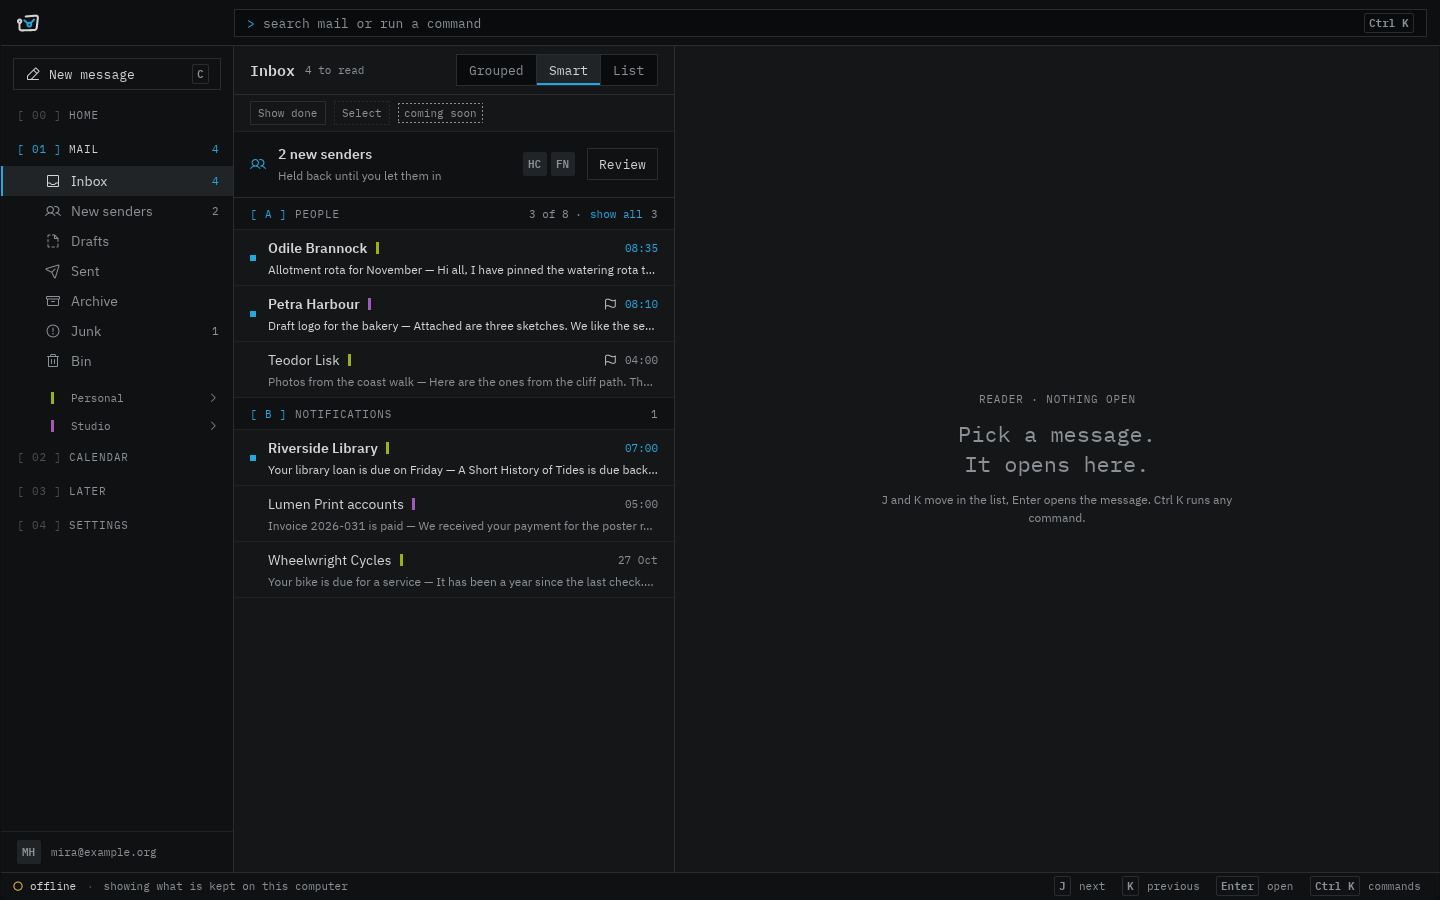 > search mail or run a command Ctrl K
New message C
[ 00 ] HOME
[ 01 ] MAIL 4
Inbox 4
New senders 2
Drafts
Sent
Archive
Junk 1
Bin
Personal
Studio
[ 02 ] CALENDAR
[ 03 ] LATER
[ 04 ] SETTINGS
MH mira@example.org
Inbox 4 to read Grouped Smart List
Show done Select coming soon
2 new senders
Held back until you let them in
HC FN Review
[ A ] PEOPLE 3 of 8 · show all 3
Odile Brannock 08:35
Allotment rota for November — Hi all, I have pinned the watering rota t...
Petra Harbour 08:10
Draft logo for the bakery — Attached are three sketches. We like the se...
Teodor Lisk 04:00
Photos from the coast walk — Here are the ones from the cliff path. Th...
[ B ] NOTIFICATIONS 1
Riverside Library 07:00
Your library loan is due on Friday — A Short History of Tides is due back...
Lumen Print accounts 05:00
Invoice 2026-031 is paid — We received your payment for the poster r...
Wheelwright Cycles 27 Oct
Your bike is due for a service — It has been a year since the last check....
READER · NOTHING OPEN
Pick a message.
It opens here.
J and K move in the list, Enter opens the message. Ctrl K runs any
command.
offline · showing what is kept on this computer
J next K previous Enter open Ctrl K commands